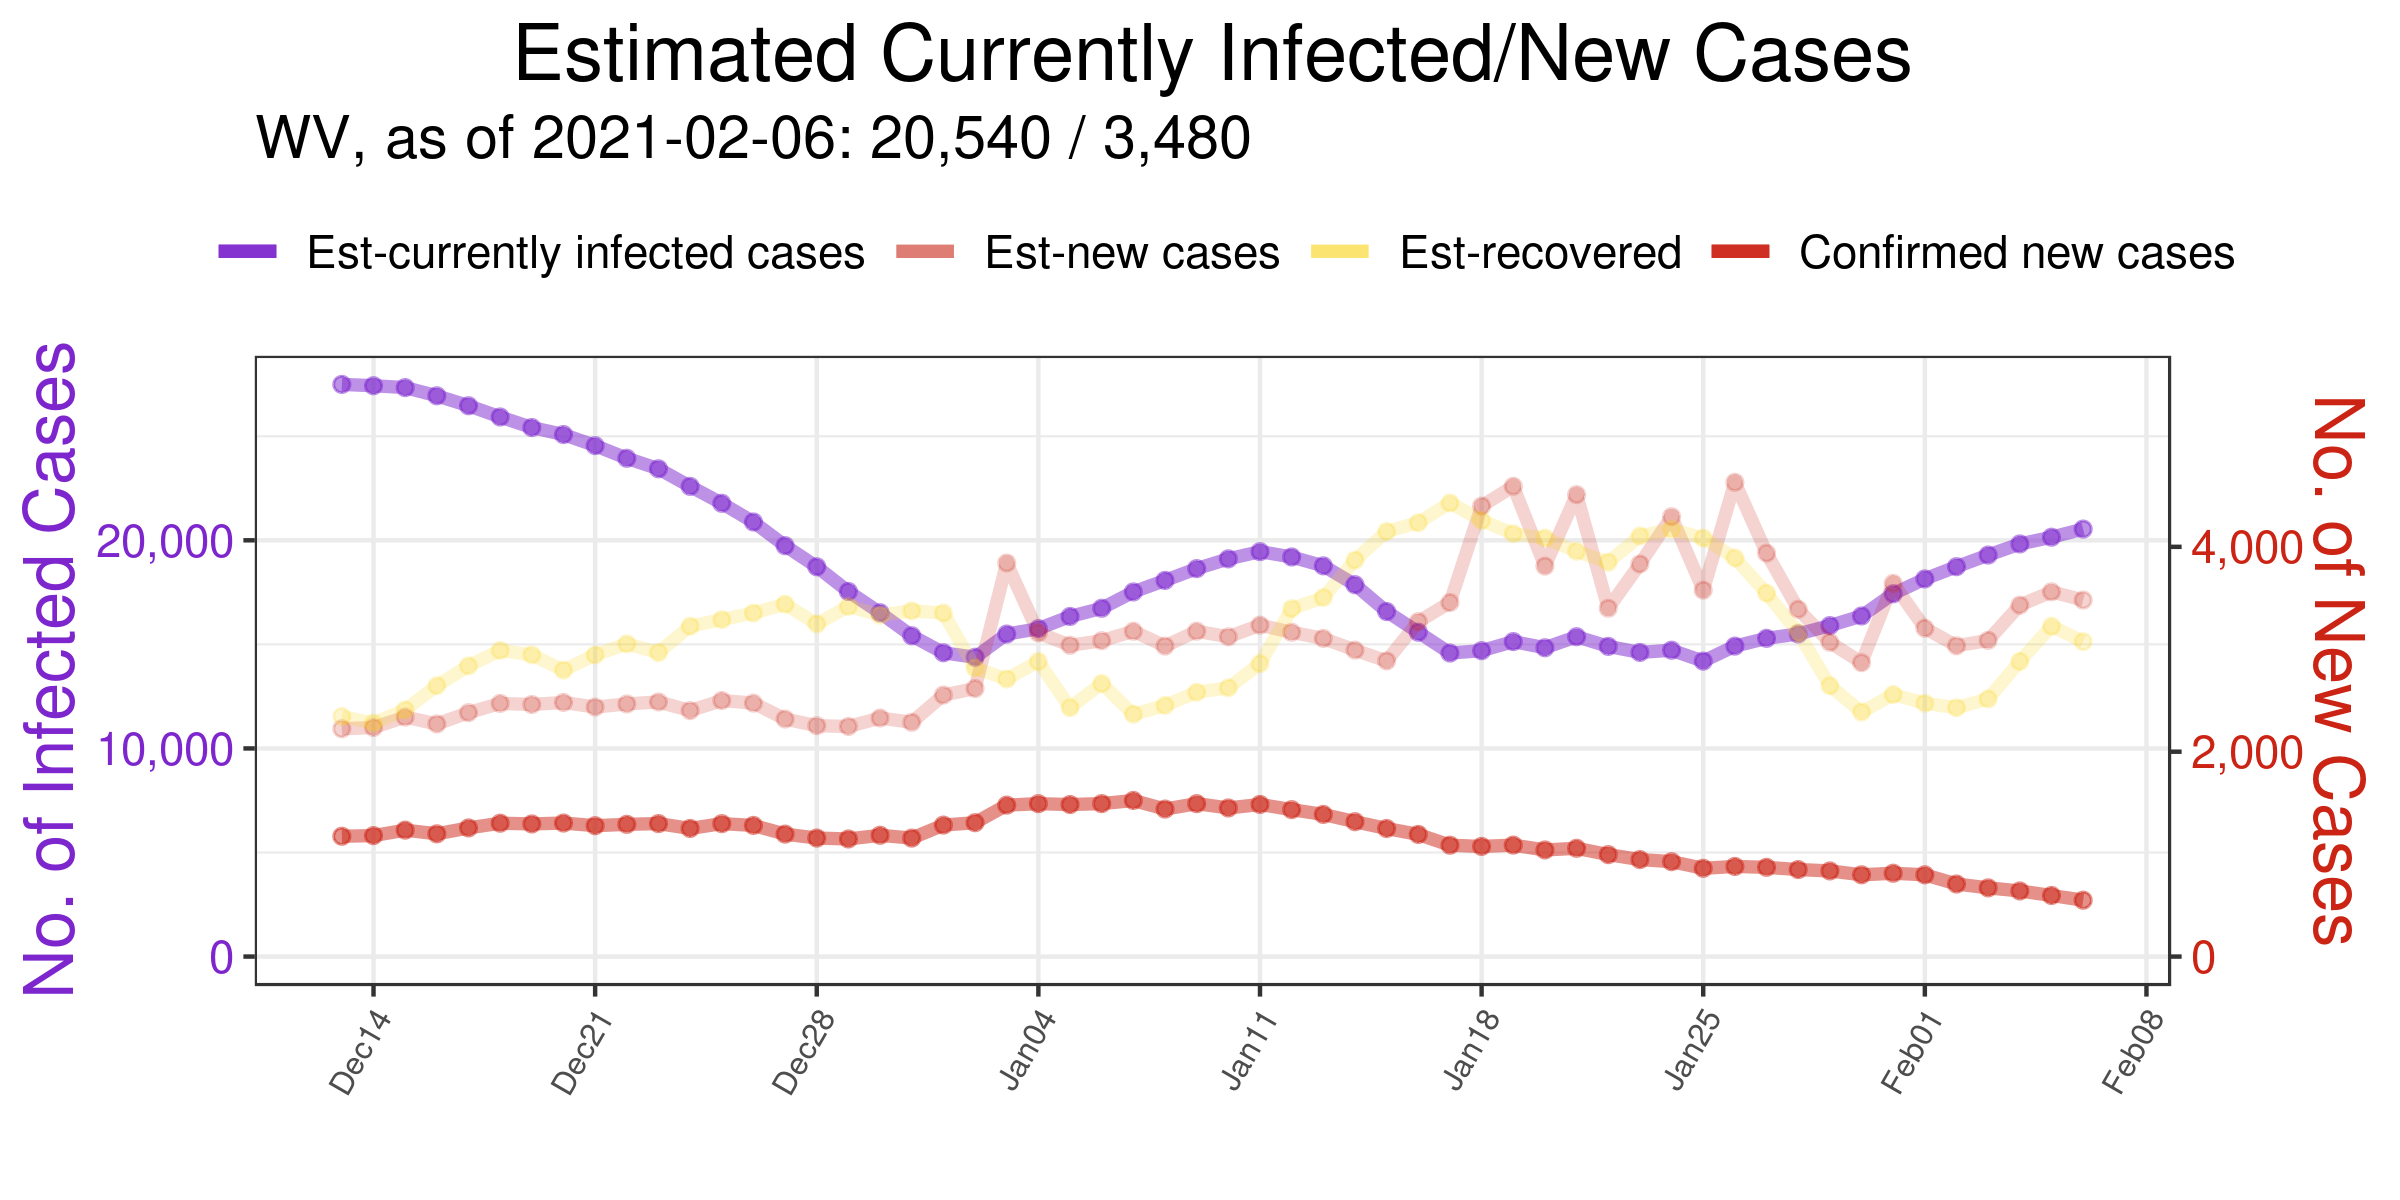 Estimated Currently Infected/New Cases
WV, as of 2021-02-06: 20,540 / 3,480
Est-currently infected cases Est-new cases Est-recovered Confirmed new cases
No. of Infected Cases
20,000
10,000
0
No. of New Cases
4,000
2,000
0
Dec14 Dec21 Dec28 Jan04 Jan11 Jan18 Jan25 Feb01 Feb08